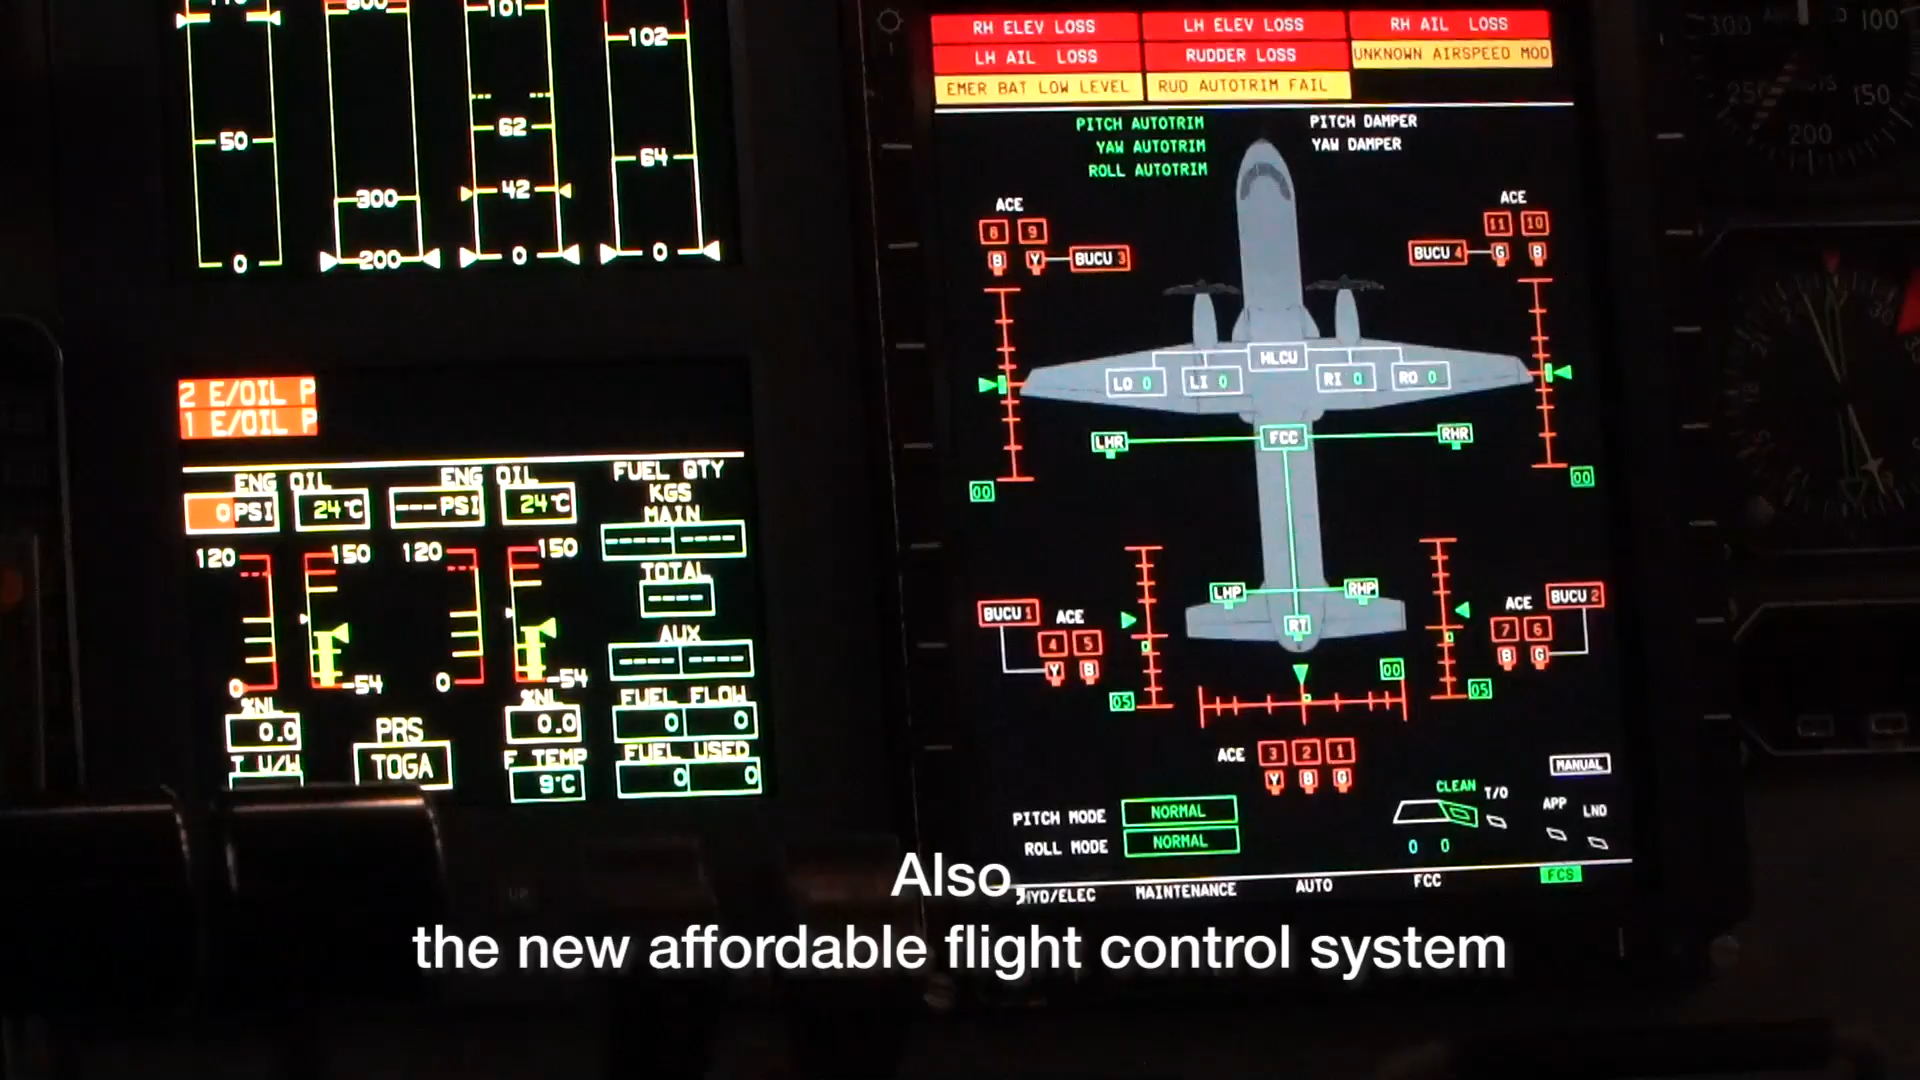 800
101
102
50
62
64
300
42
0
200
0
0
2 E/OIL P
1 E/OIL P
ENG OIL
ENG OIL
FUEL QTY
KGS
0 PSI
24°C
---PSI
24°C
MAIN
120
150
120
150
TOTAL
----
AUX
0
-54
0
-54
%NL
%NL
FUEL FLOW
0.0
PRS
0.0
0
0
F TEMP
FUEL USED
TOGA
9°C
0
0
RH ELEV LOSS
LH ELEV LOSS
RH AIL LOSS
LH AIL LOSS
RUDDER LOSS
UNKNOWN AIRSPEED MOD
EMER BAT LOW LEVEL
RUD AUTOTRIM FAIL
PITCH AUTOTRIM
PITCH DAMPER
YAW AUTOTRIM
YAW DAMPER
ROLL AUTOTRIM
ACE
ACE
8 9
11 10
B Y BUCU 3
BUCU 4 G B
HLCU
LO 0
LI 0
RI 0
RO 0
LHR
FCC
RHR
00
00
LHP
RHP
BUCU 1
ACE
ACE
BUCU 2
4 5
RT
7 6
Y B
B G
05
00
05
ACE 3 2 1
Y B G
MANUAL
CLEAN
T/O
APP
LND
PITCH MODE NORMAL
ROLL MODE NORMAL
0 0
HYD/ELEC
MAINTENANCE
AUTO
FCC
FCS
300
100
250
150
200
UP
Also,
the new affordable flight control system